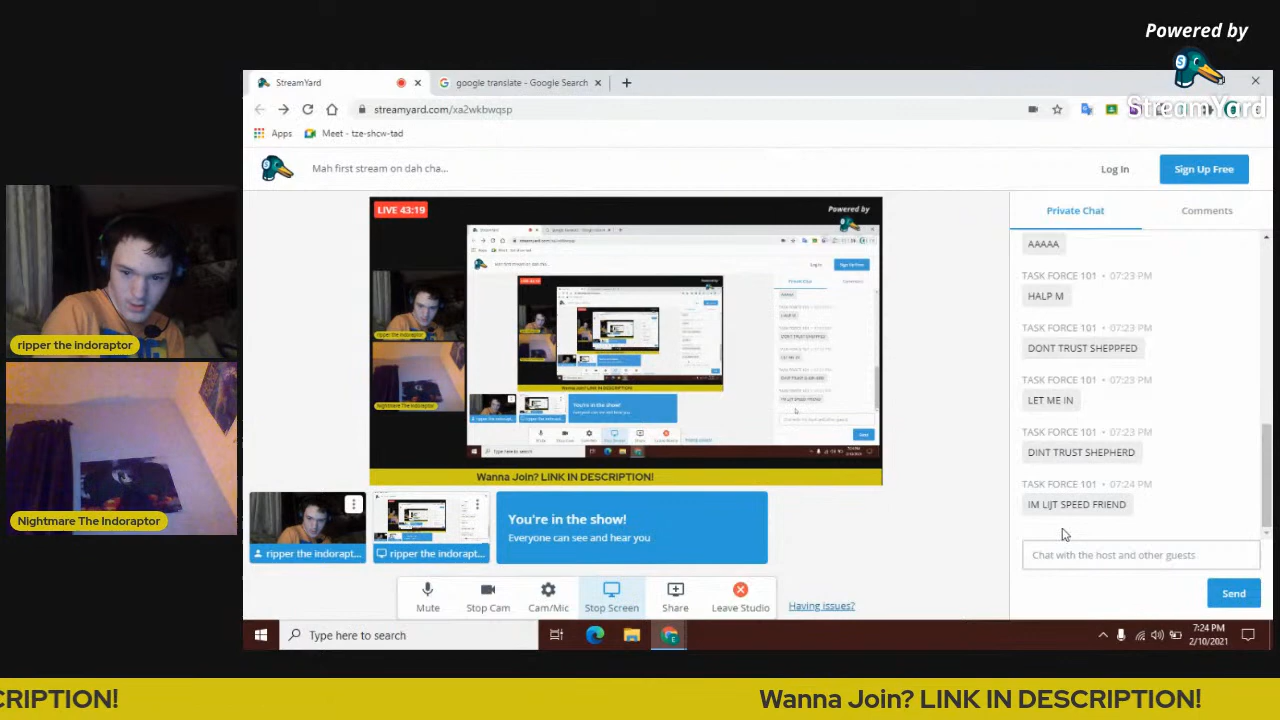 Powered by
StreamYard
StreamYard
google translate - Google Search
streamyard.com/xa2wkbwqsp
Apps
Meet - tze-shcw-tad
Mah first stream on dah cha...
Log In
Sign Up Free
LIVE 43:19
Powered by
Private Chat
Comments
AAAAA
TASK FORCE 101 • 07:23 PM
HALP M
TASK FORCE 101 • 07:23 PM
DONT TRUST SHEPPFED
TASK FORCE 101 • 07:23 PM
LET ME IN
TASK FORCE 101 • 07:23 PM
DINT TRUST SHEPHERD
TASK FORCE 101 • 07:24 PM
IM LIJT SPEED FRIEND
Chat with the host and other guests
Send
ripper the indoraptor
Nightmare The Indoraptor
Wanna Join? LINK IN DESCRIPTION!
ripper the indorapt...
ripper the indorapt...
You're in the show!
Everyone can see and hear you
Mute
Stop Cam
Cam/Mic
Stop Screen
Share
Leave Studio
Having issues?
Type here to search
7:24 PM
2/10/2021
CRIPTION!
Wanna Join? LINK IN DESCRIPTION!